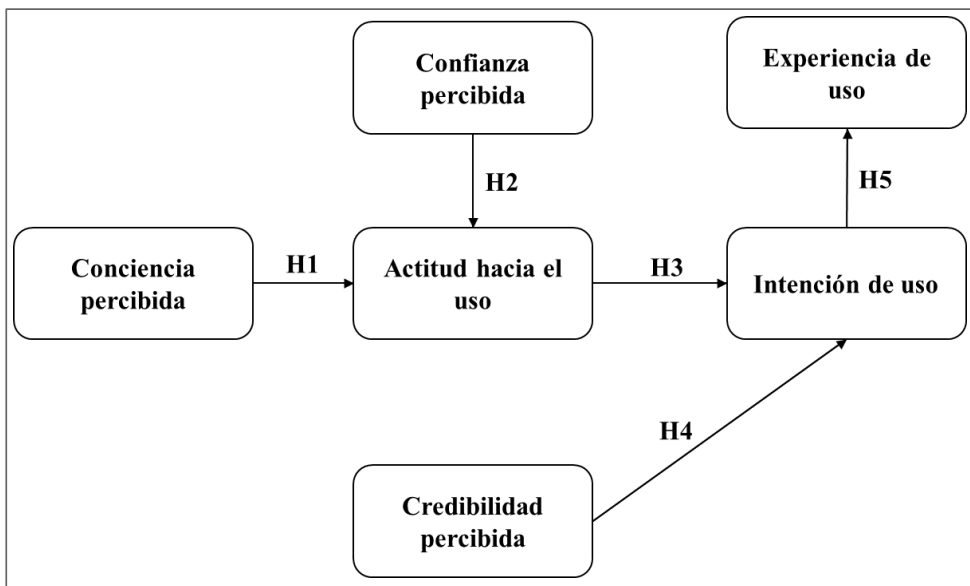 Confianza
percibida
Experiencia de
uso
H2
H5
Conciencia
percibida
H1
Actitud hacia el
uso
H3
Intención de uso
H4
Credibilidad
percibida